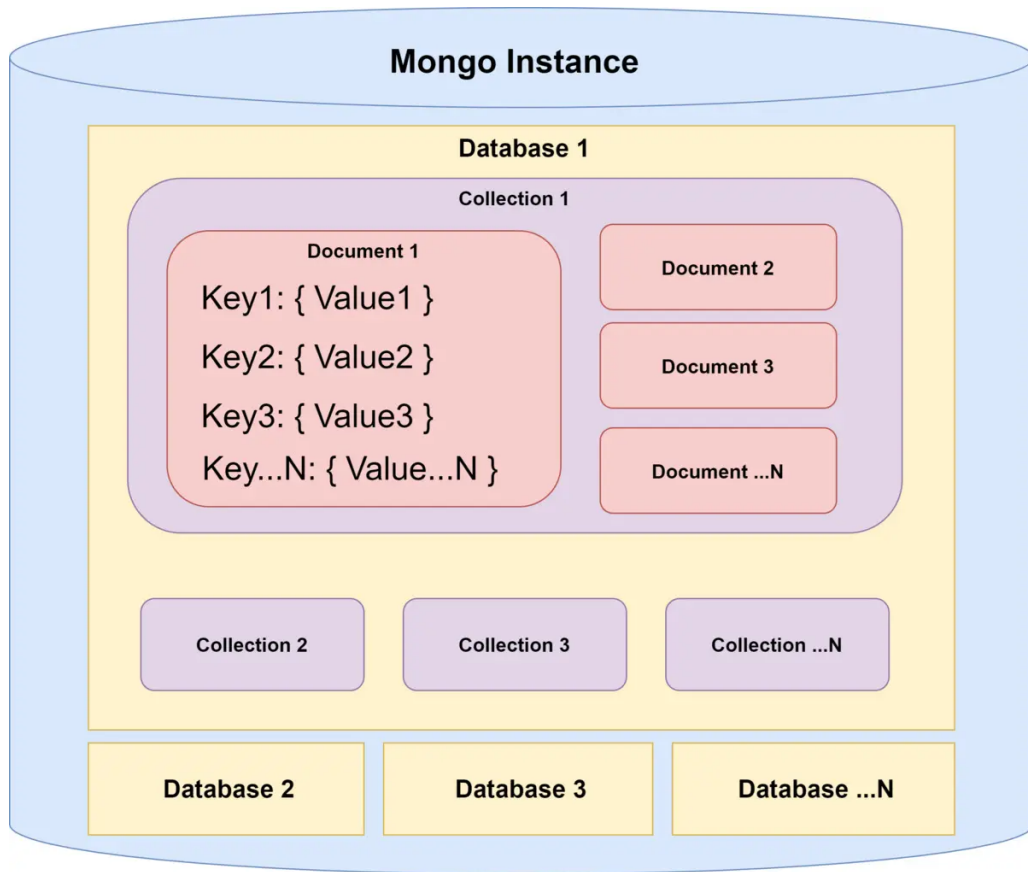 Mongo Instance
Database 1
Collection 1
Document 1
Key1: { Value1 }
Key2: { Value2 }
Key3: { Value3 }
Key...N: { Value...N }
Document 2
Document 3
Document ...N
Collection 2
Collection 3
Collection ...N
Database 2
Database 3
Database ...N